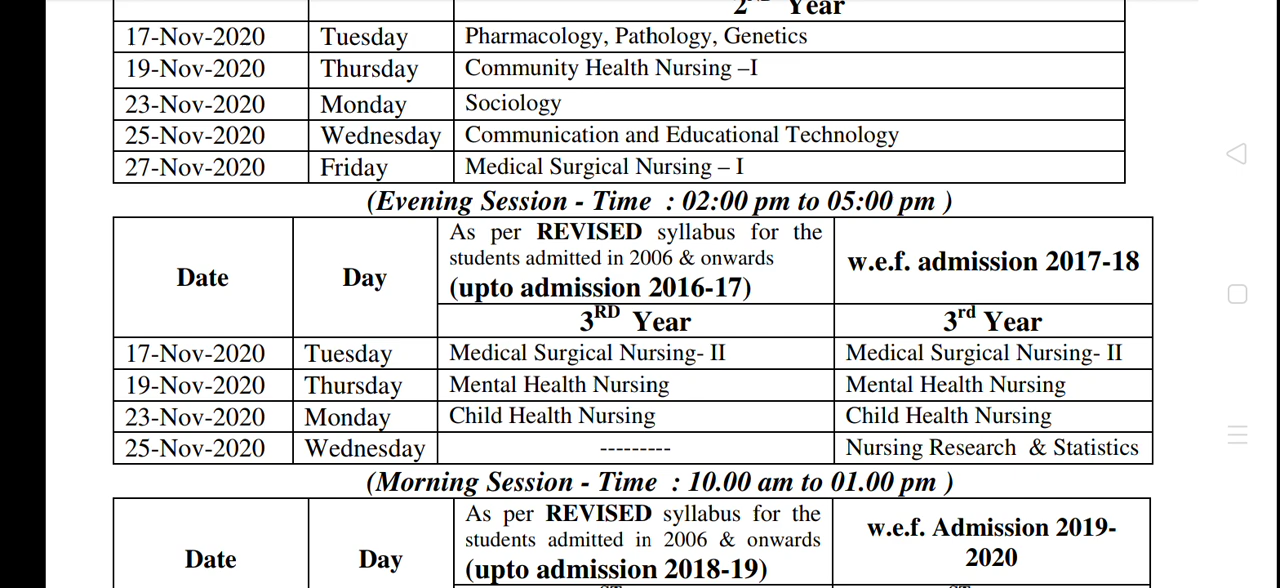 2ND Year
17-Nov-2020 Tuesday Pharmacology, Pathology, Genetics
19-Nov-2020 Thursday Community Health Nursing –I
23-Nov-2020 Monday Sociology
25-Nov-2020 Wednesday Communication and Educational Technology
27-Nov-2020 Friday Medical Surgical Nursing – I
(Evening Session - Time : 02:00 pm to 05:00 pm )
Date Day As per REVISED syllabus for the
students admitted in 2006 & onwards
(upto admission 2016-17)
w.e.f. admission 2017-18
3RD Year 3rd Year
17-Nov-2020 Tuesday Medical Surgical Nursing- II Medical Surgical Nursing- II
19-Nov-2020 Thursday Mental Health Nursing Mental Health Nursing
23-Nov-2020 Monday Child Health Nursing Child Health Nursing
25-Nov-2020 Wednesday --------- Nursing Research & Statistics
(Morning Session - Time : 10.00 am to 01.00 pm )
Date Day As per REVISED syllabus for the
students admitted in 2006 & onwards
(upto admission 2018-19)
w.e.f. Admission 2019-
2020